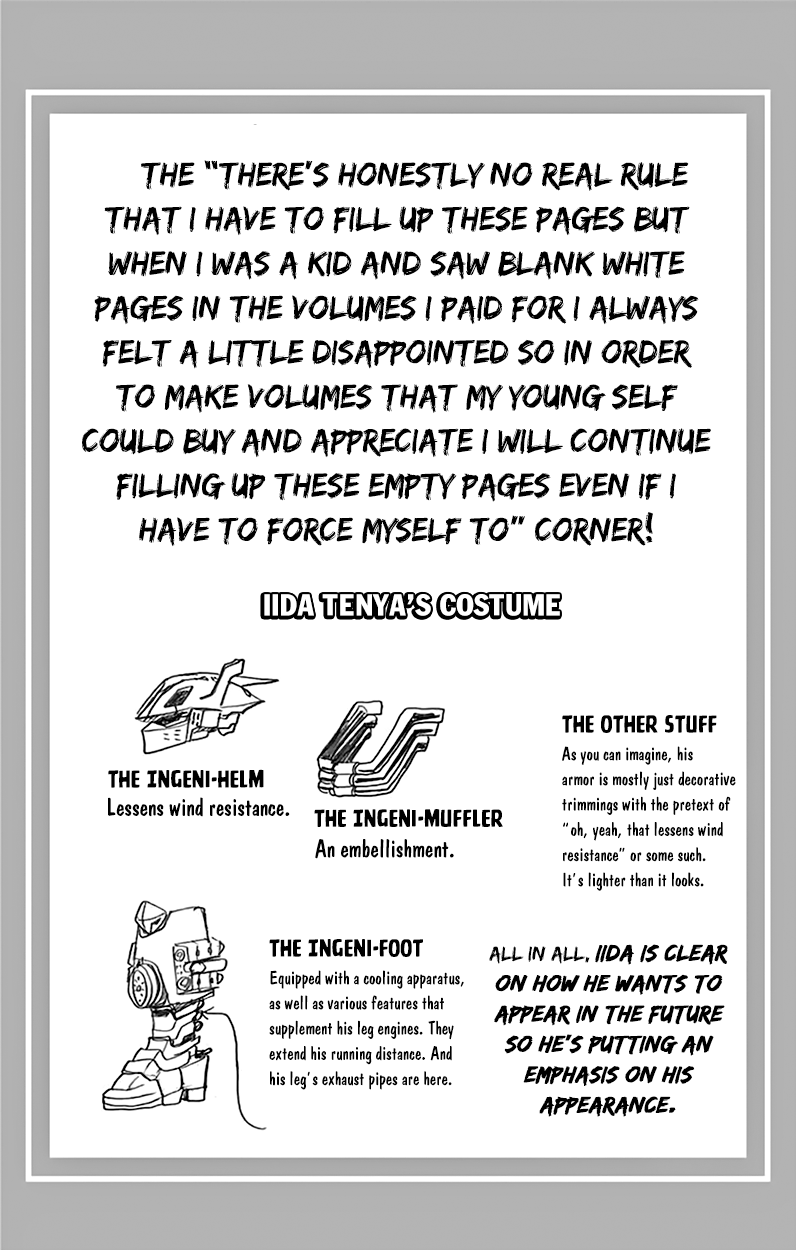 THE "THERE'S HONESTLY NO REAL RULE
THAT I HAVE TO FILL UP THESE PAGES BUT
WHEN I WAS A KID AND SAW BLANK WHITE
PAGES IN THE VOLUMES I PAID FOR I ALWAYS
FELT A LITTLE DISAPPOINTED SO IN ORDER
TO MAKE VOLUMES THAT MY YOUNG SELF
COULD BUY AND APPRECIATE I WILL CONTINUE
FILLING UP THESE EMPTY PAGES EVEN IF I
HAVE TO FORCE MYSELF TO" CORNER!
IIDA TENYA'S COSTUME
THE INGENI-HELM
Lessens wind resistance.
THE INGENI-MUFFLER
An embellishment.
THE OTHER STUFF
As you can imagine, his
armor is mostly just decorative
trimmings with the pretext of
"oh, yeah, that lessens wind
resistance" or some such.
It's lighter than it looks.
THE INGENI-FOOT
Equipped with a cooling apparatus,
as well as various features that
supplement his leg engines. They
extend his running distance. And
his leg's exhaust pipes are here.
ALL IN ALL, IIDA IS CLEAR
ON HOW HE WANTS TO
APPEAR IN THE FUTURE
SO HE'S PUTTING AN
EMPHASIS ON HIS
APPEARANCE.